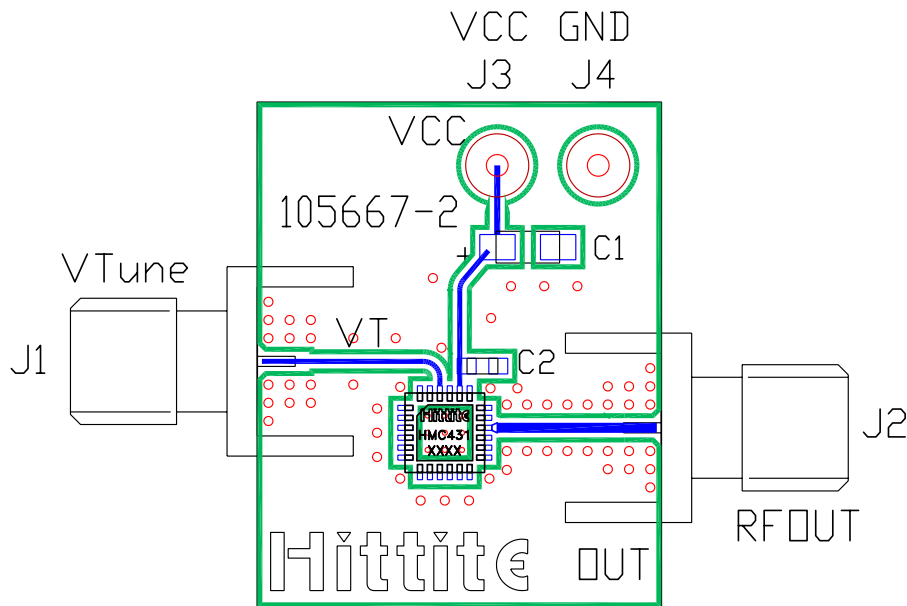 VCC GND
J3 J4
VCC
105667-2
+
C1
VTune
VT
J1
C2
Hittite
HMC431
XXXX
J2
RFOUT
Hittite
OUT